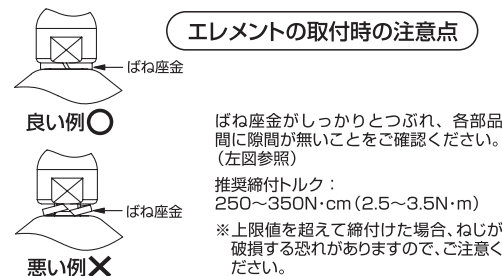 エレメントの取付時の注意点
ばね座金
良い例○
ばね座金
悪い例×
ばね座金がしっかりとつぶれ、各部品
間に隙間が無いことをご確認ください。
（左図参照）
推奨締付トルク：
250～350N・cm（2.5～3.5N・m）
※上限値を超えて締付けた場合、ねじが
破損する恐れがありますので、ご注意く
ださい。